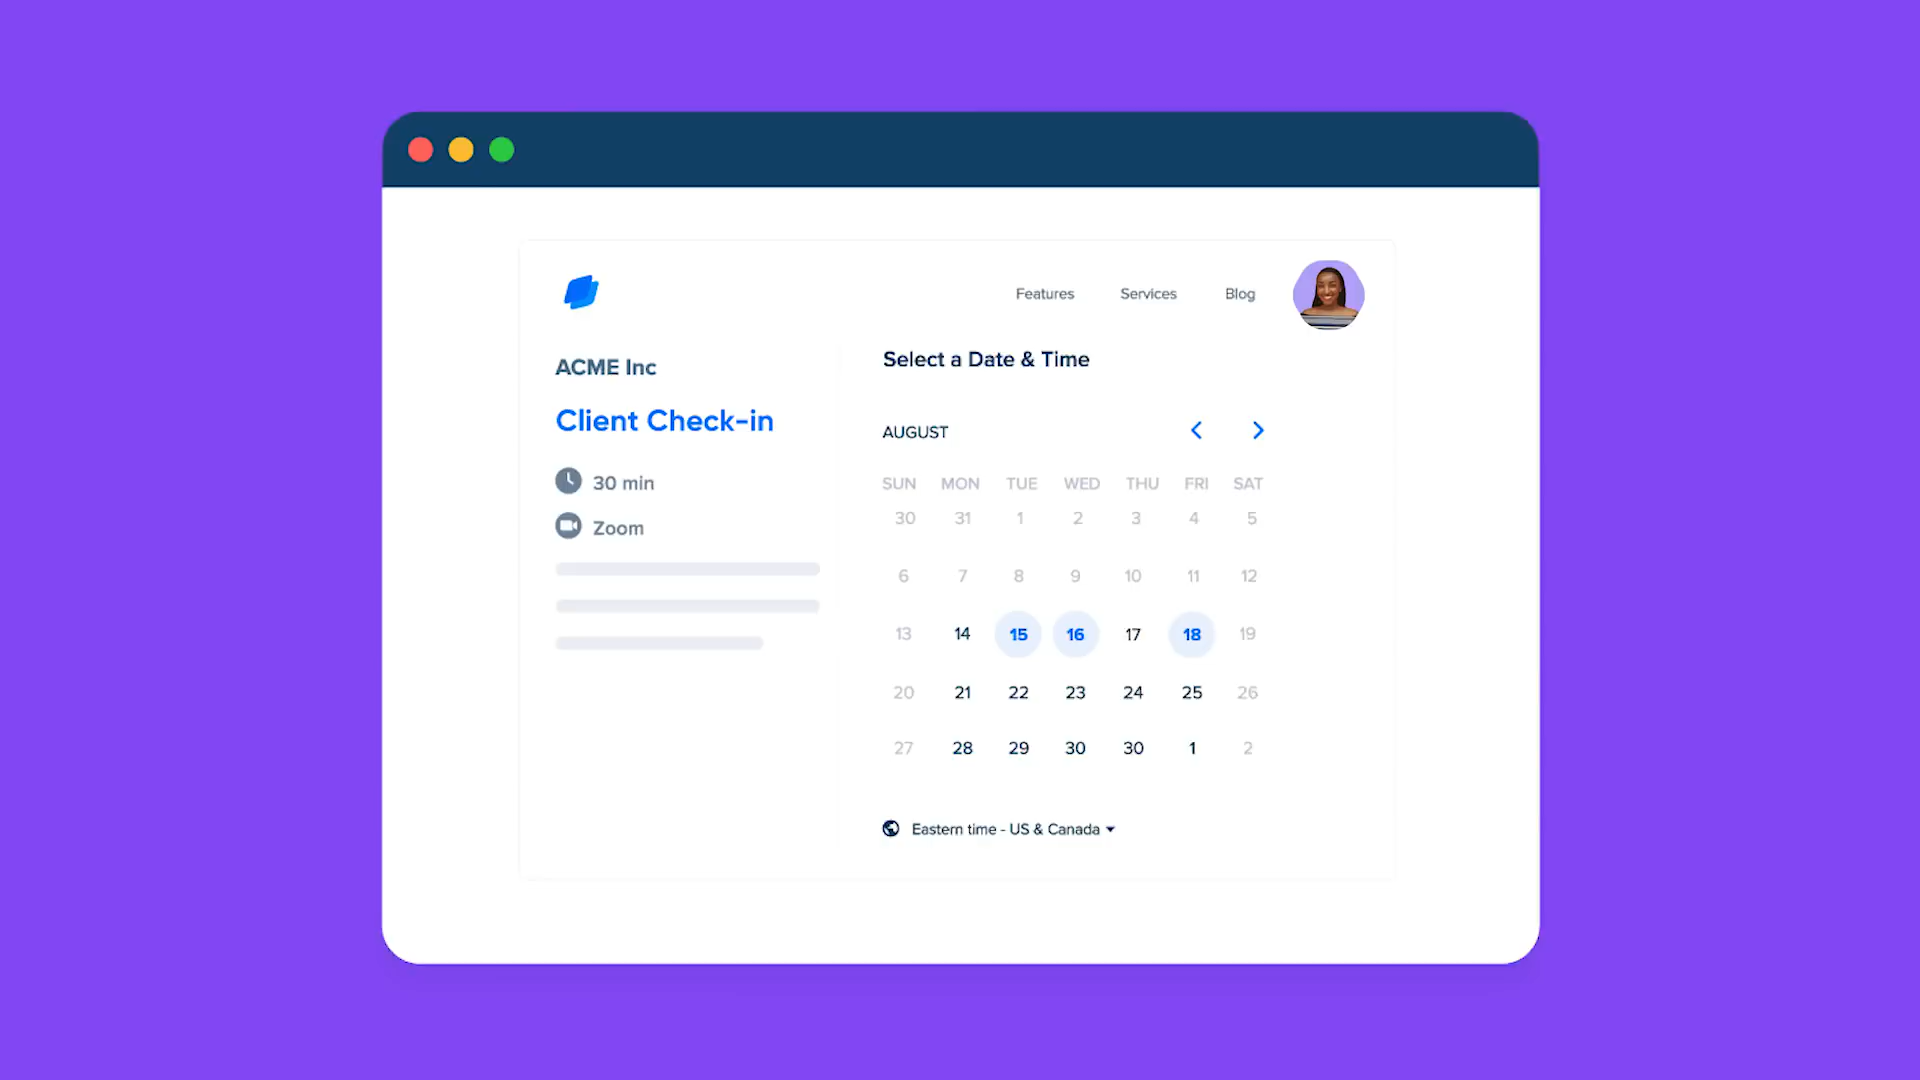 Features Services Blog
ACME Inc
Client Check-in
30 min
Zoom
Select a Date & Time
AUGUST
SUN MON TUE WED THU FRI SAT
30 31 1 2 3 4 5
6 7 8 9 10 11 12
13 14 15 16 17 18 19
20 21 22 23 24 25 26
27 28 29 30 30 1 2
Eastern time - US & Canada